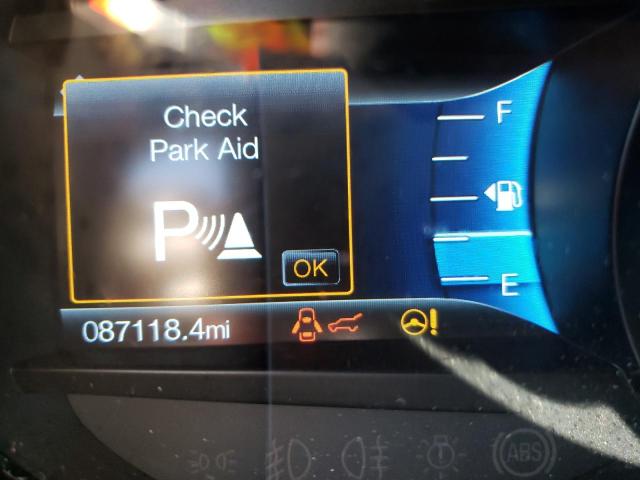 Check
Park Aid
P
OK
F
E
087118.4mi
ABS